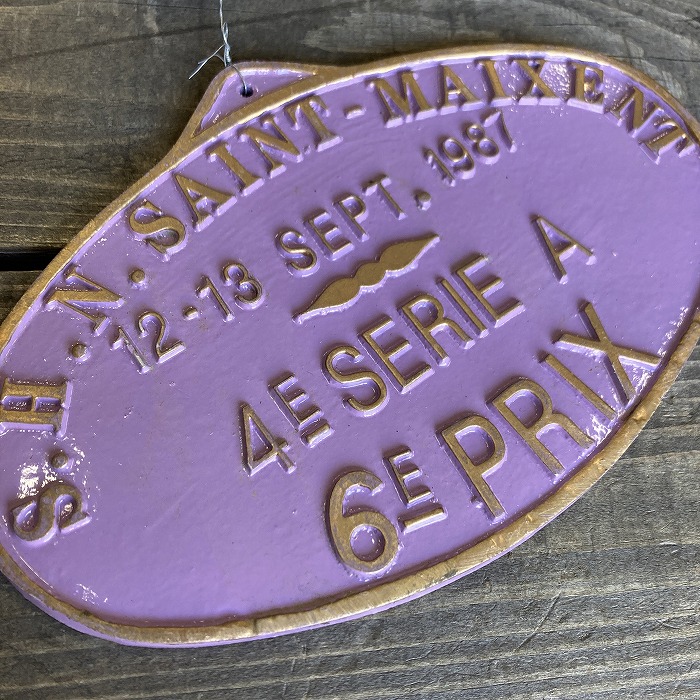 S.H.N. SAINT-MAIXENT
12-13 SEPT. 1987
4E SERIE A
6E PRIX